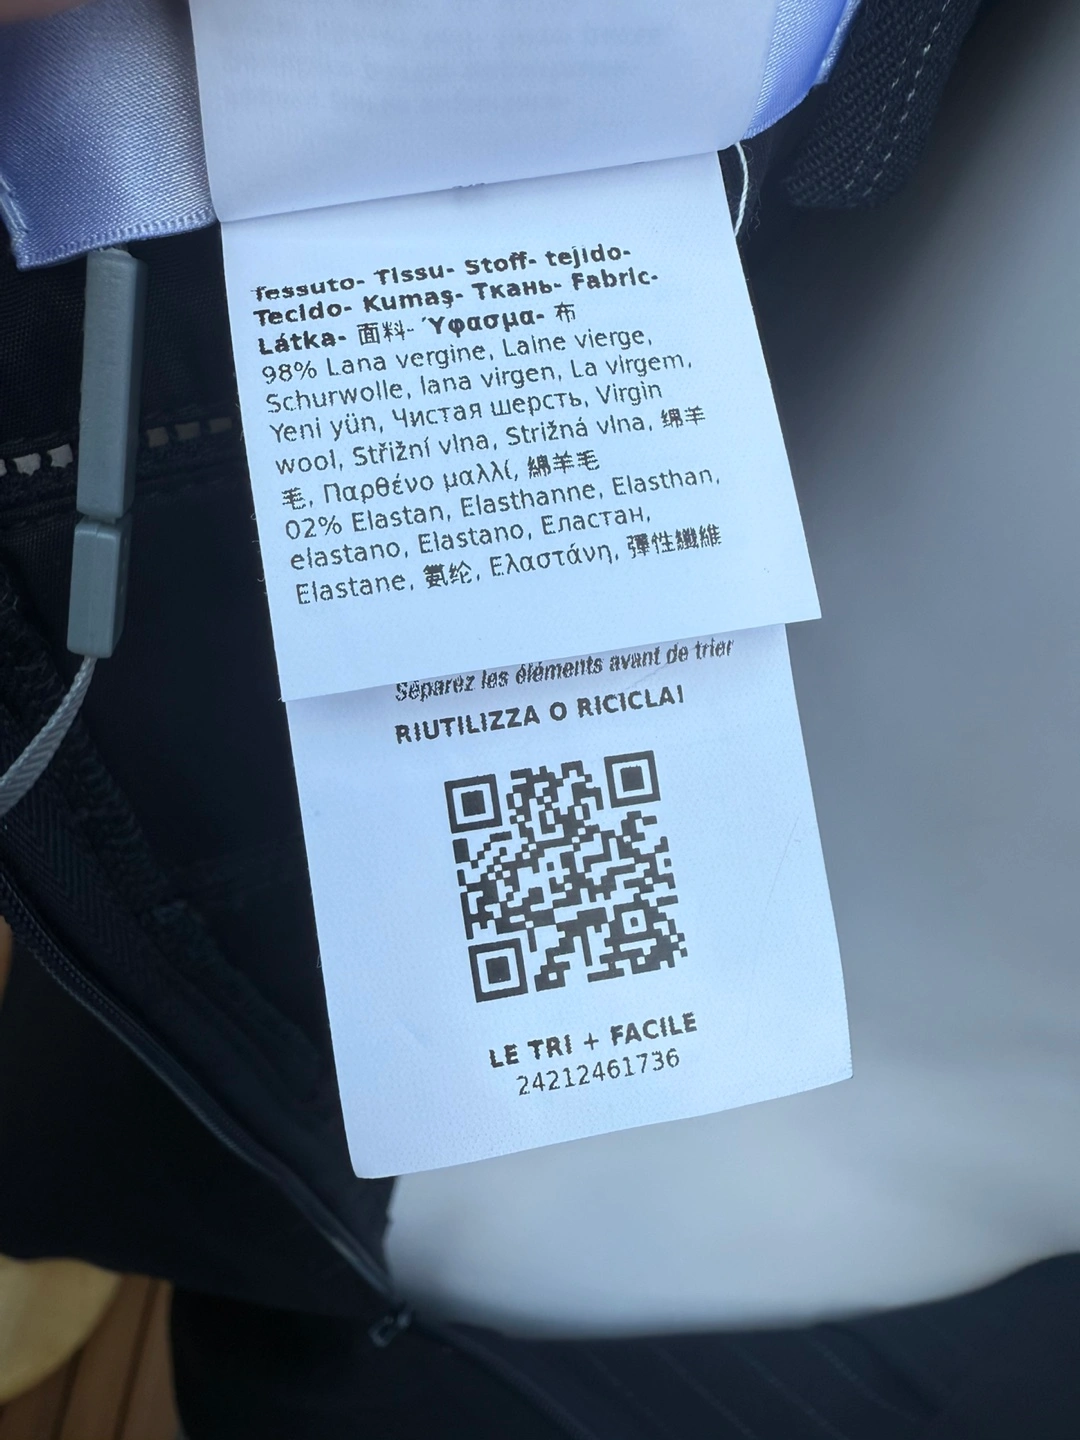 Tessuto- Tissu- Stoff- tejido-
Tecido- Kumaş- Ткань- Fabric-
Látka- 面料- Ύφασμα- 布
98% Lana vergine, Laine vierge,
Schurwolle, lana virgen, La virgem,
Yeni yün, Чистая шерсть, Virgin
wool, Střižní vlna, Strižná vlna, 绵羊
毛, Παρθένο μαλλί, 綿羊毛
02% Elastan, Elasthanne, Elasthan,
elastano, Elastano, Еластан,
Elastane, 氨纶, Ελαστάνη, 彈性纖維
Séparez les éléments avant de trier
RIUTILIZZA O RICICLA!
LE TRI + FACILE
24212461736